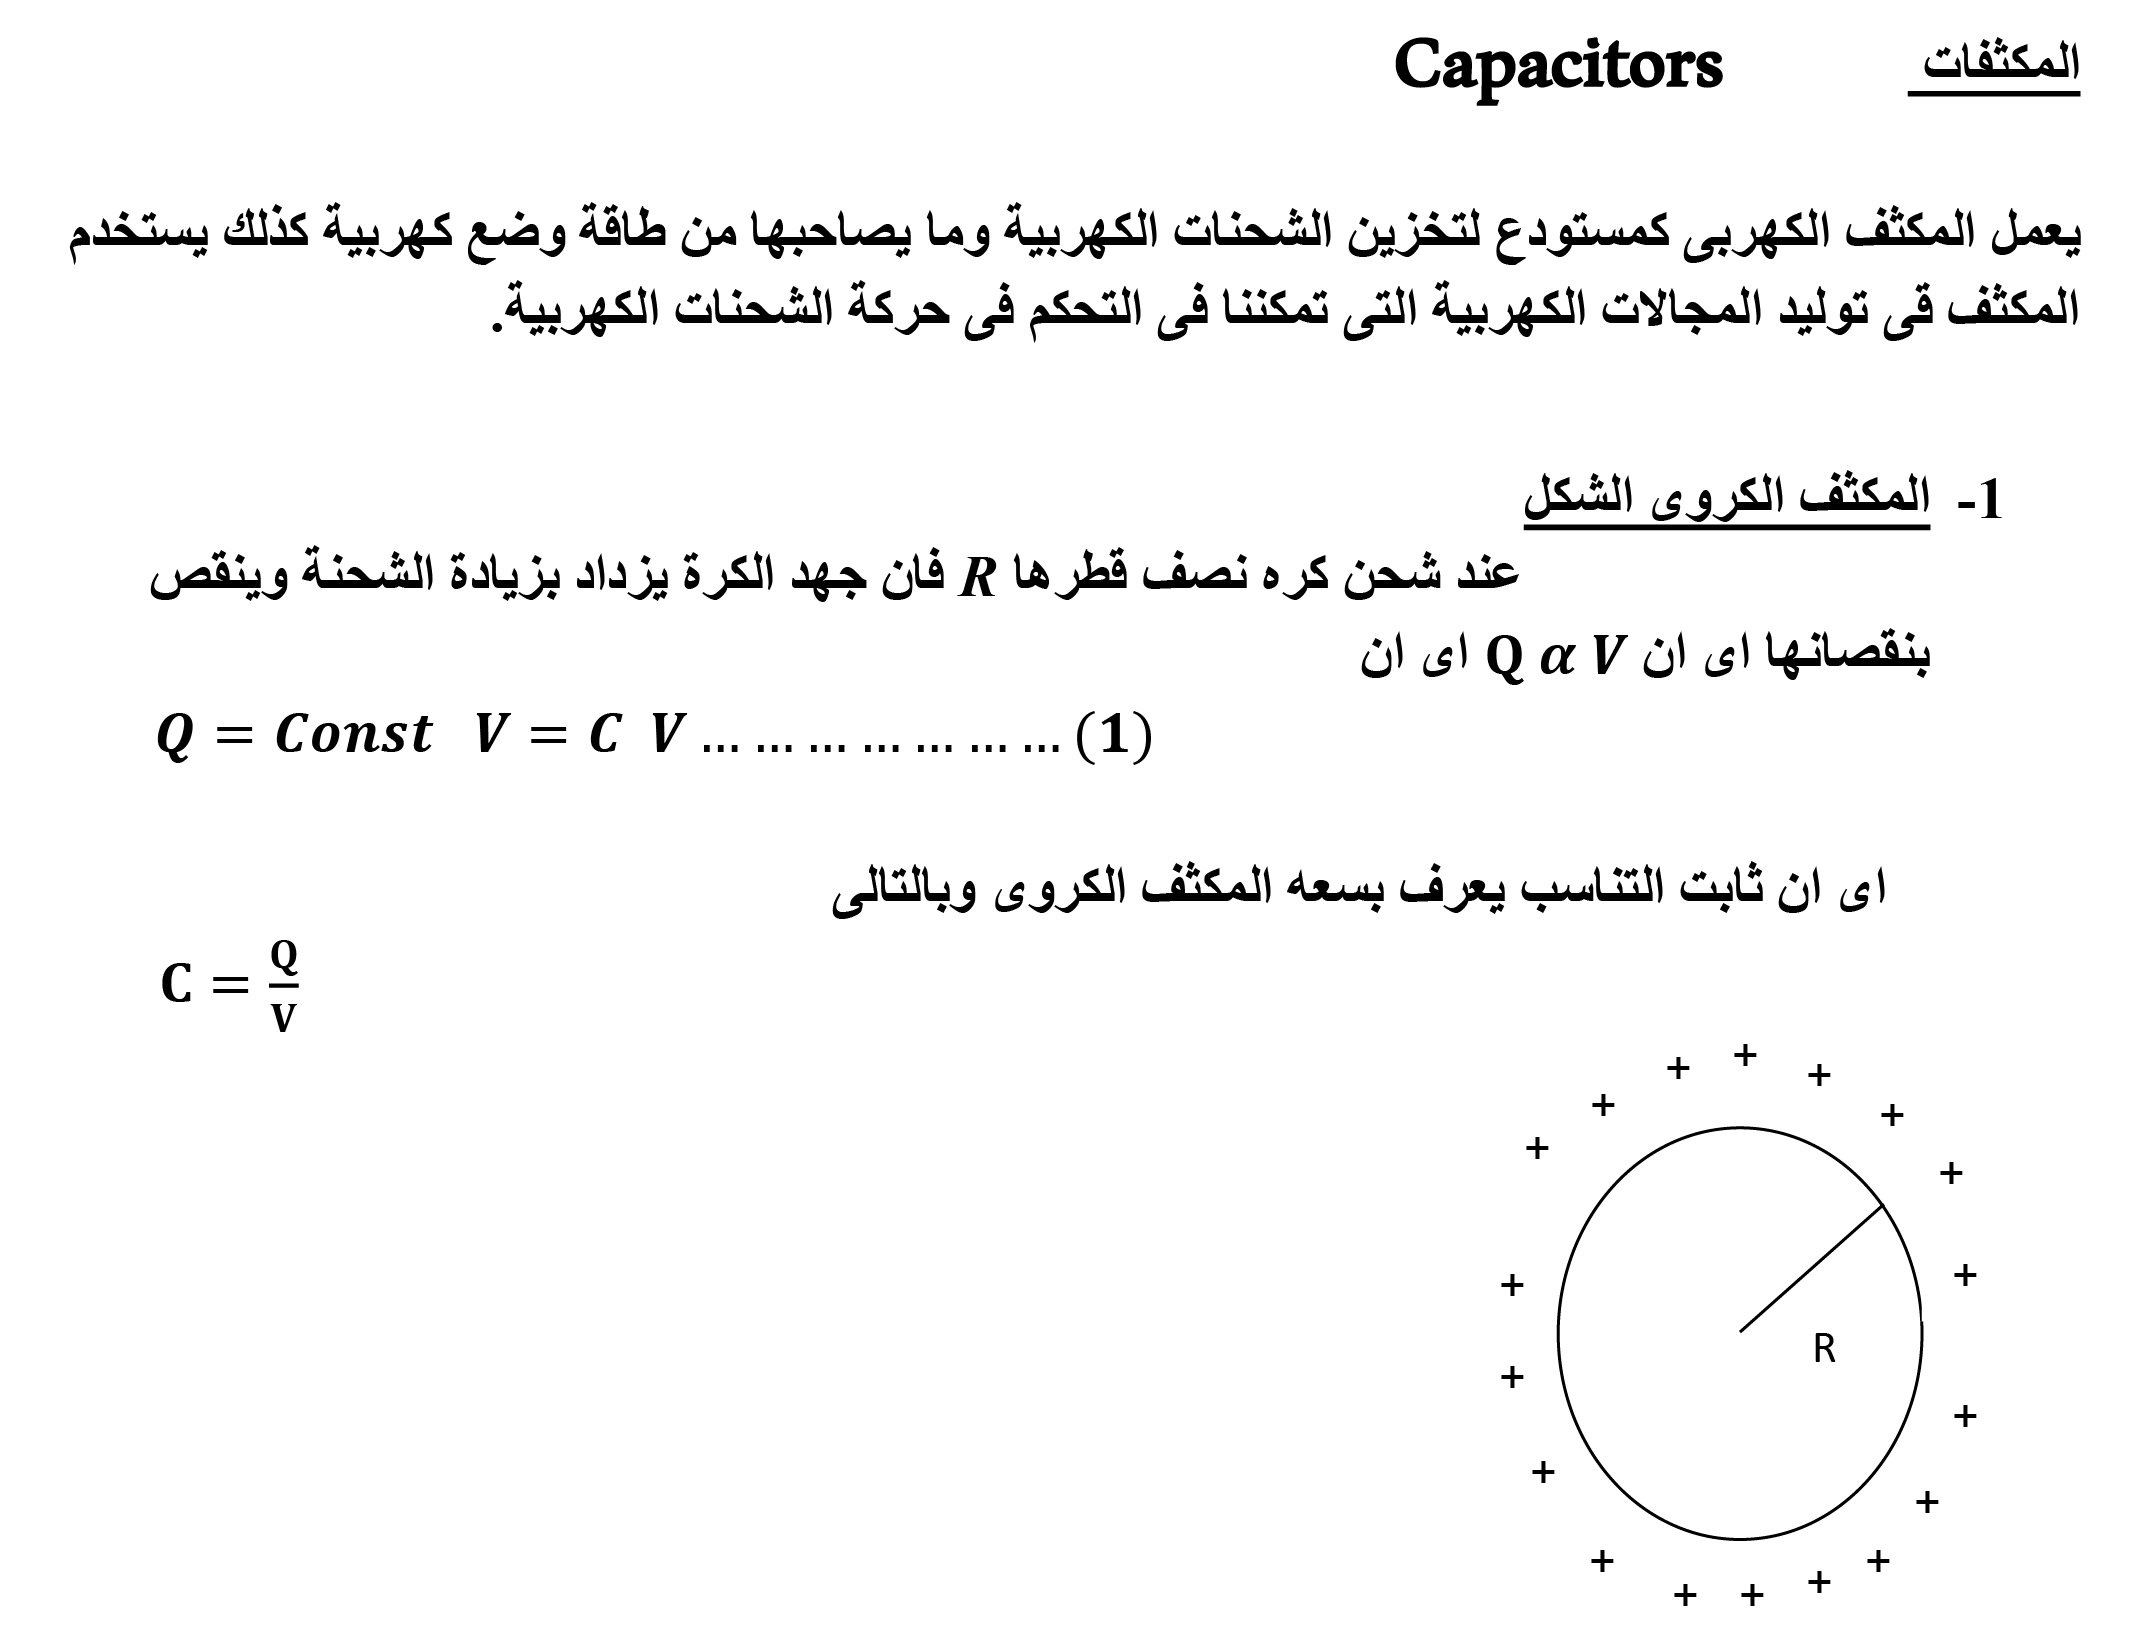 المكثفات Capacitors
يعمل المكثف الكهربى كمستودع لتخزين الشحنات الكهربية وما يصاحبها من طاقة وضع كهربية كذلك يستخدم
المكثف قى توليد المجالات الكهربية التى تمكننا فى التحكم فى حركة الشحنات الكهربية.
1- المكثف الكروى الشكل
عند شحن كره نصف قطرها R فان جهد الكرة يزداد بزيادة الشحنة وينقص
بنقصانها اى ان Q α V اى ان
Q = Const V = C V … … … … … … … (1)
اى ان ثابت التناسب يعرف بسعه المكثف الكروى وبالتالى
C = Q/V
+ + +
+ +
+ +
+ +
R
+ +
+ +
+ +
+ + +